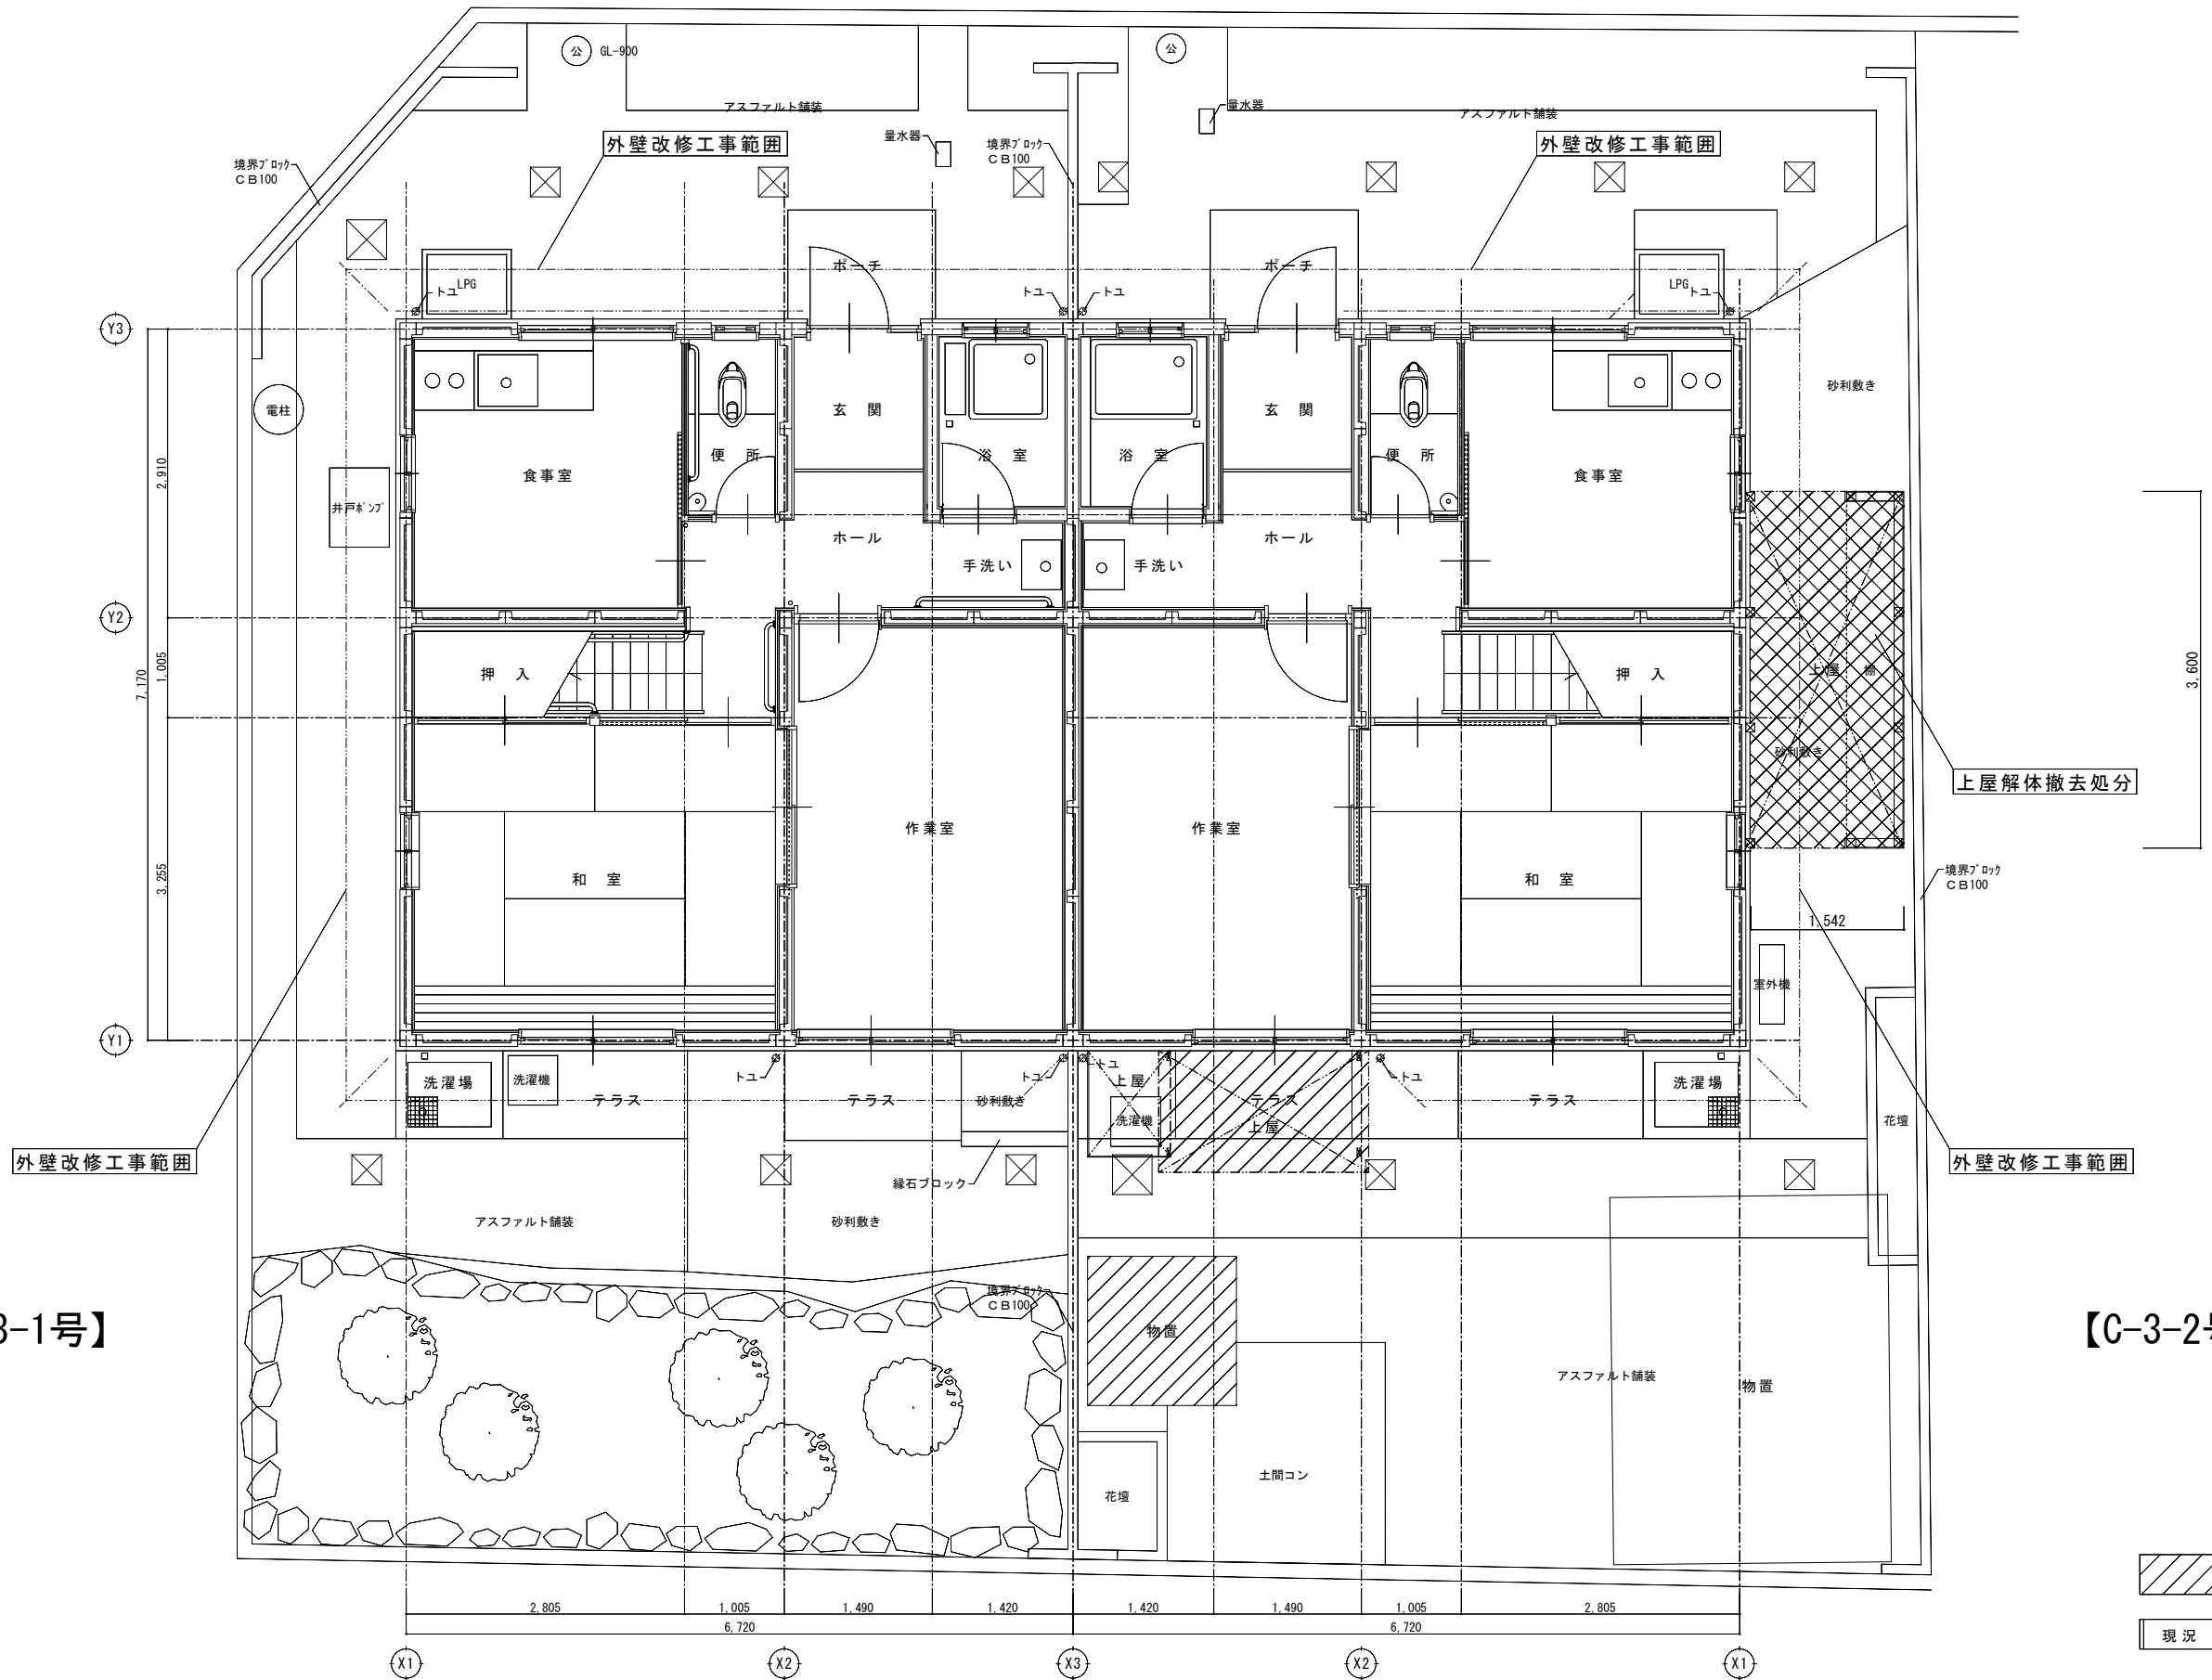 公 GL-900
公
アスファルト舗装
量水器
アスファルト舗装
外壁改修工事範囲
量水器
境界ﾌﾞﾛｯｸ
CB100
外壁改修工事範囲
境界ﾌﾞﾛｯｸ
CB100
ポーチ
ポーチ
LPG
トユ
トユ
トユ
LPG
トユ
Y3
電柱
玄 関
玄 関
砂利敷き
便 所
浴 室
浴 室
便 所
食事室
食事室
井戸ﾎﾟﾝﾌﾟ
2,910
ホール
ホール
手洗い
手洗い
Y2
押 入
押 入
上屋
棚
1,005
7,170
3,600
砂利敷き
上屋解体撤去処分
作業室
作業室
和 室
和 室
3,255
境界ﾌﾞﾛｯｸ
CB100
1,542
室外機
Y1
洗濯場
洗濯機
トユ
トユ
トユ
上屋
トユ
洗濯場
テラス
テラス
砂利敷き
テラス
テラス
洗濯機
上屋
花壇
外壁改修工事範囲
外壁改修工事範囲
縁石ブロック
アスファルト舗装
砂利敷き
境界ﾌﾞﾛｯｸ
CB100
3-1号】
物置
【C-3-2号
アスファルト舗装
物置
土間コン
花壇
2,805
1,005
1,490
1,420
1,420
1,490
1,005
2,805
6,720
6,720
現況
X1
X2
X3
X2
X1